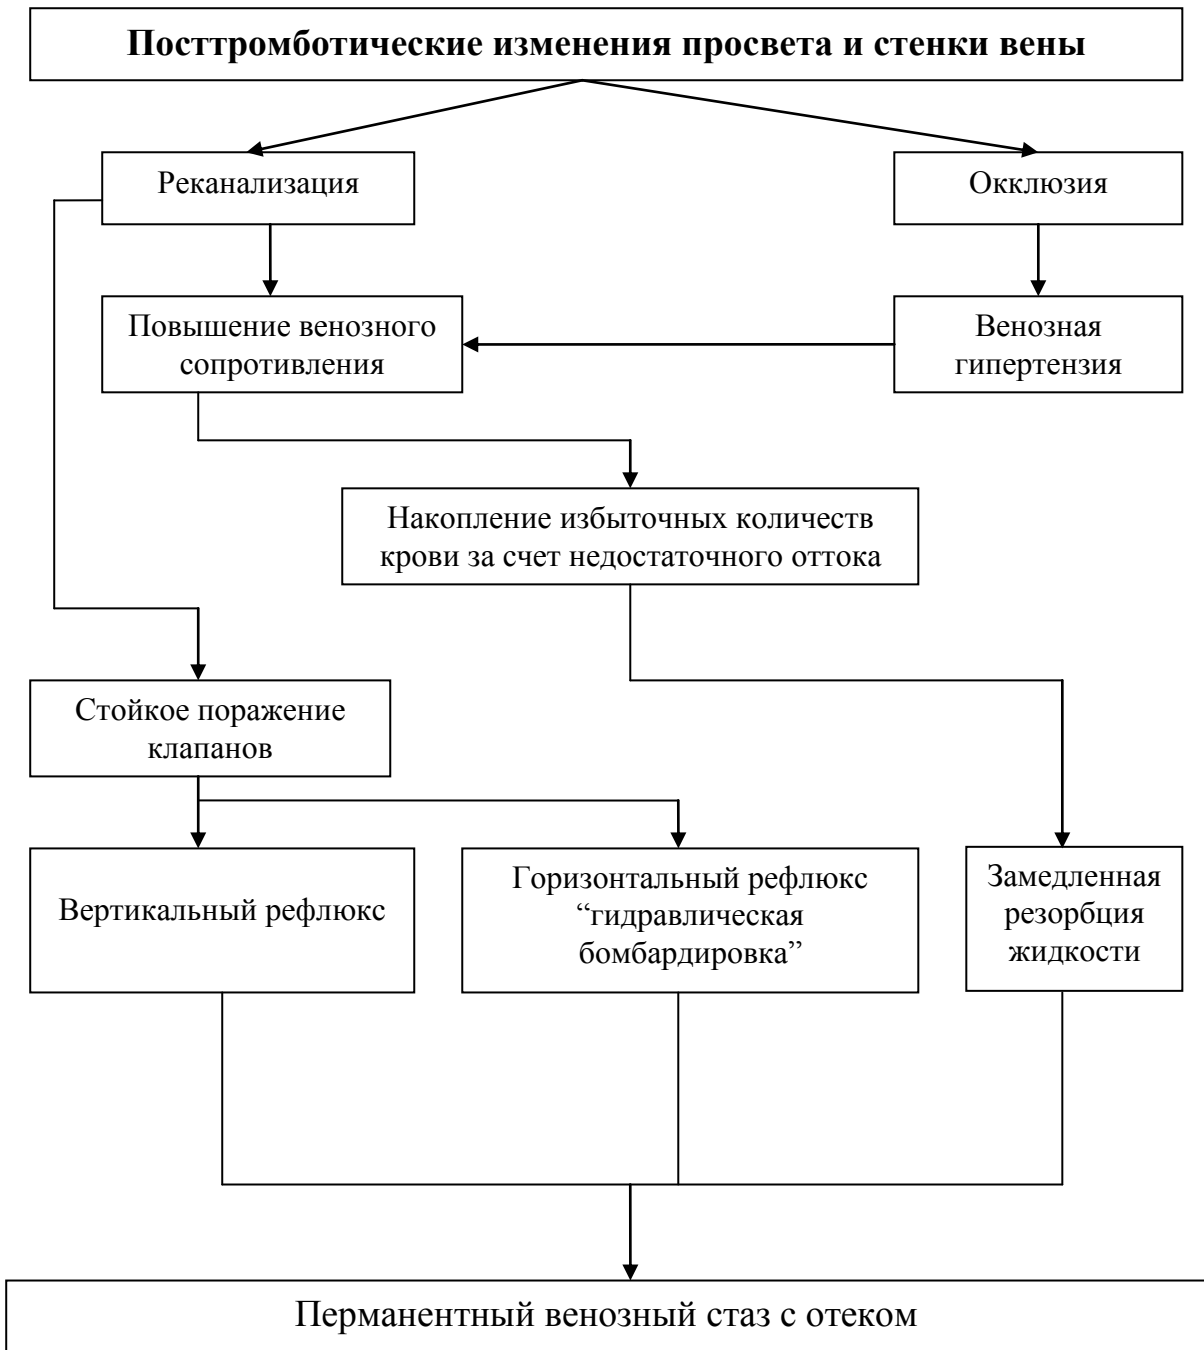 Посттромботические изменения просвета и стенки вены
Реканализация
Окклюзия
Повышение венозного
сопротивления
Венозная
гипертензия
Накопление избыточных количеств
крови за счет недостаточного оттока
Стойкое поражение
клапанов
Вертикальный рефлюкс
Горизонтальный рефлюкс
“гидравлическая
бомбардировка”
Замедленная
резорбция
жидкости
Перманентный венозный стаз с отеком